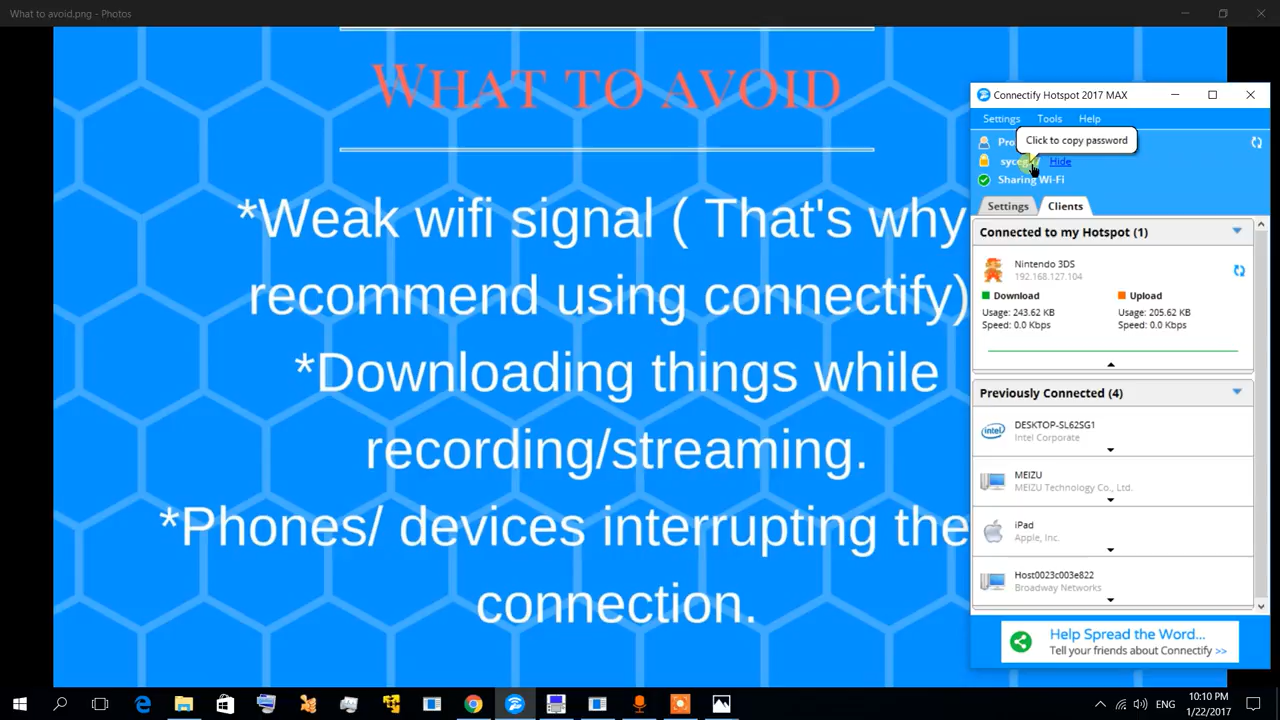 What to avoid.png - Photos
WHAT TO AVOID
*Weak wifi signal ( That's why
recommend using connectify)
*Downloading things while
recording/streaming.
*Phones/ devices interrupting the
connection.
Connectify Hotspot 2017 MAX
Settings Tools Help
Click to copy password
Hide
Sharing Wi-Fi
Settings Clients
Connected to my Hotspot (1)
Nintendo 3DS
192.168.127.104
Download Upload
Usage: 243.62 KB Usage: 205.62 KB
Speed: 0.0 Kbps Speed: 0.0 Kbps
Previously Connected (4)
DESKTOP-SL62SG1
Intel Corporate
MEIZU
MEIZU Technology Co., Ltd.
iPad
Apple, Inc.
Host0023c003e822
Broadway Networks
Help Spread the Word...
Tell your friends about Connectify >>
ENG
10:10 PM
1/22/2017